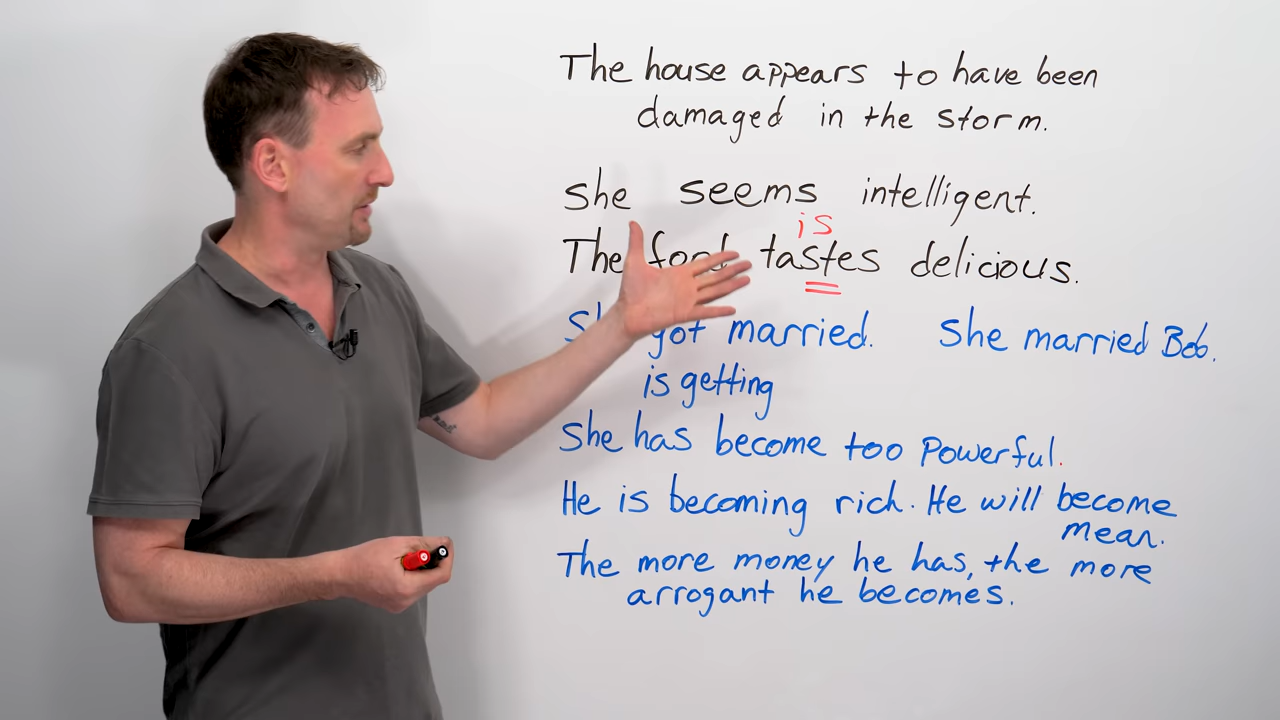 The house appears to have been
damaged in the storm.
She seems intelligent.
is
The food tastes delicious.
She got married. She married Bob.
is getting
She has become too powerful.
He is becoming rich. He will become
mean.
The more money he has, the more
arrogant he becomes.